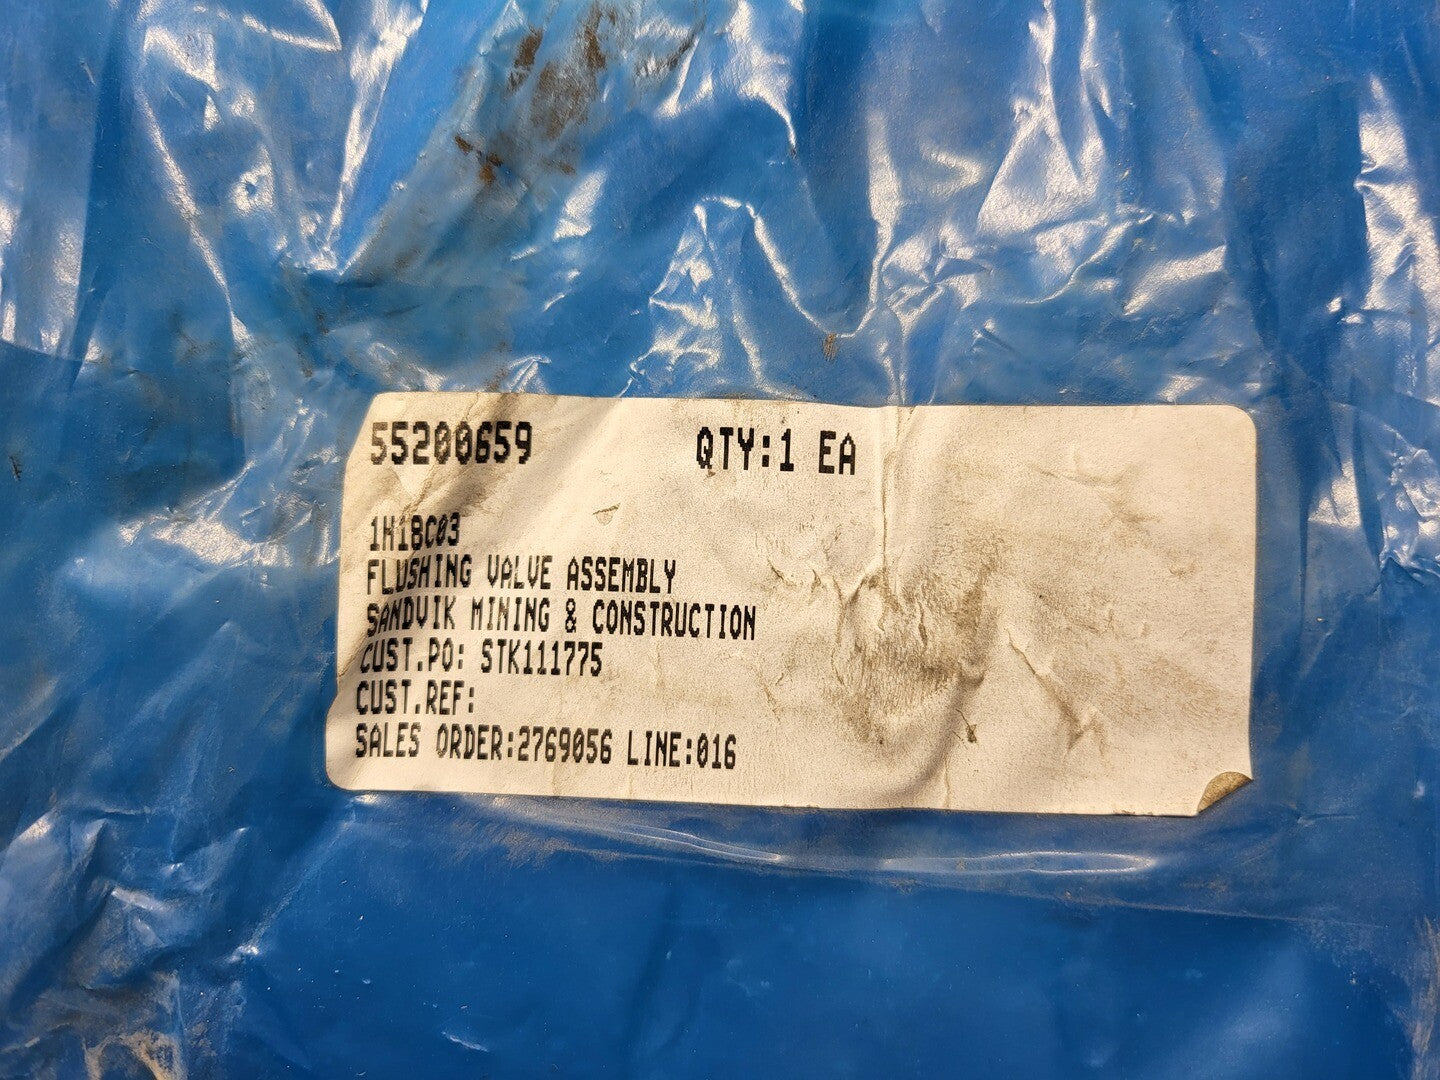 55200659 QTY:1 EA
1H18C03
FLUSHING VALVE ASSEMBLY
SANDVIK MINING & CONSTRUCTION
CUST.PO: STK111775
CUST.REF:
SALES ORDER:2769056 LINE:016